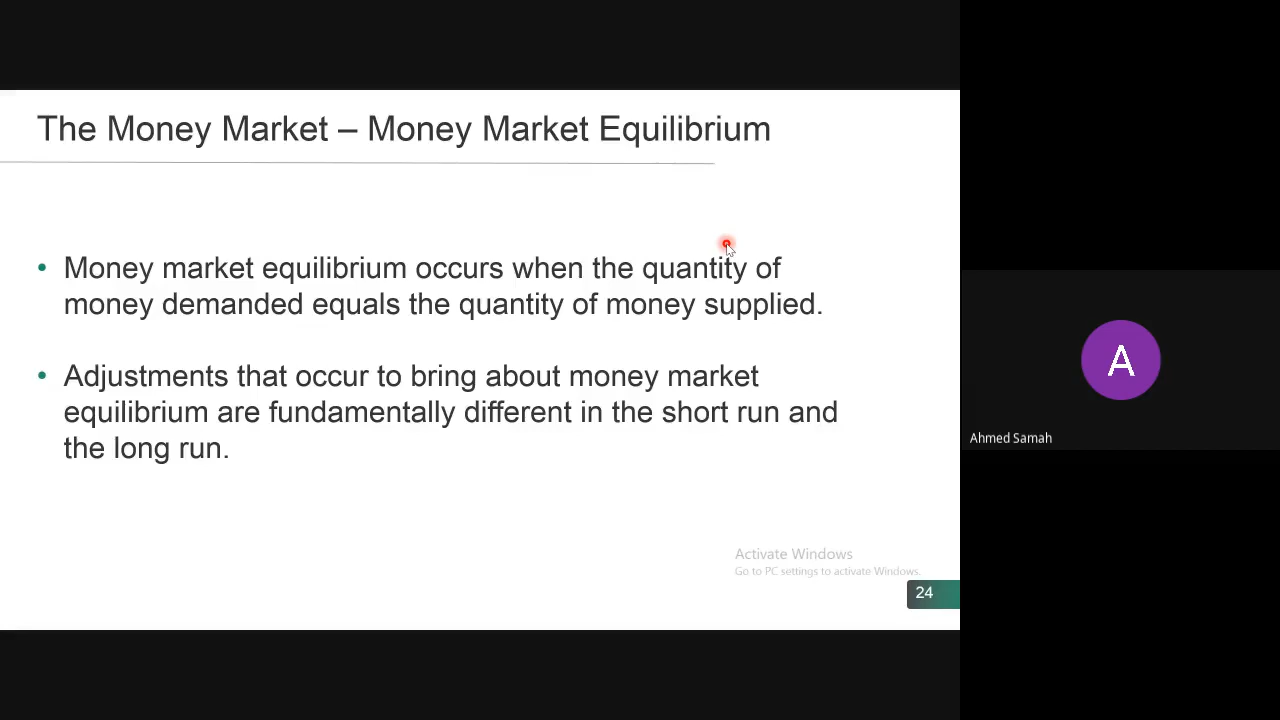 The Money Market – Money Market Equilibrium
• Money market equilibrium occurs when the quantity of
money demanded equals the quantity of money supplied.
• Adjustments that occur to bring about money market
equilibrium are fundamentally different in the short run and
the long run.
Activate Windows
Go to PC settings to activate Windows.
24
A
Ahmed Samah